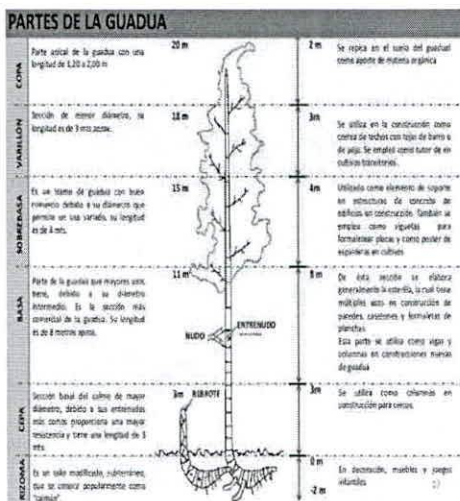 PARTES DE LA GUADUA
COPA
Parte apical de la guadua con una
longitud de 1,20 a 2,00 m
20 m
2 m
Se repica en el suelo del guadual
como aporte de materia orgánica
VARILLÓN
Sección de menor diámetro, su
longitud es de 3 mts aprox.
18 m
3m
Se utiliza en la construcción como
correa de techos con tejas de barro o
de paja. Se emplea como tutor de en
cultivos transitorios.
SOBREBASA
Es un tramo de guadua con buen
comercio debido a su diámetros que
permite un uso variado, su longitud
es de 4 mts.
15 m
4m
Utilizado como elemento de soporte
en estructuras de concreto de
edificios en construcción. También se
emplea como viguetas para
formaletear placas y como postes de
espalderas en cultivos
BASA
Parte de la guadua que mayores usos
tiene, debido a su diámetro
intermedio. Es la sección más
comercial de la guadua. Su longitud
es de 8 metros aprox.
11 m
8 m
De esta sección se elabora
generalmente la esterilla, la cual tiene
múltiples usos en construcción de
paredes, casetones y formaletas de
planchas.
Esta parte se utiliza como vigas y
columnas en construcciones nuevas
de guadua
NUDO
ENTRENUDO
CEPA
Sección basal del culmo de mayor
diámetro, debido a sus entrenudos
más cortos proporciona una mayor
resistencia y tiene una longitud de 3
mts
3m
REBROTE
3m
Se utiliza como columnas en
construcción para cercos.
RIZOMA
Es un tallo modificado, subterráneo,
que se conoce popularmente como
"caimán".
0 m
-2 m
En decoración, muebles y juegos
infantiles